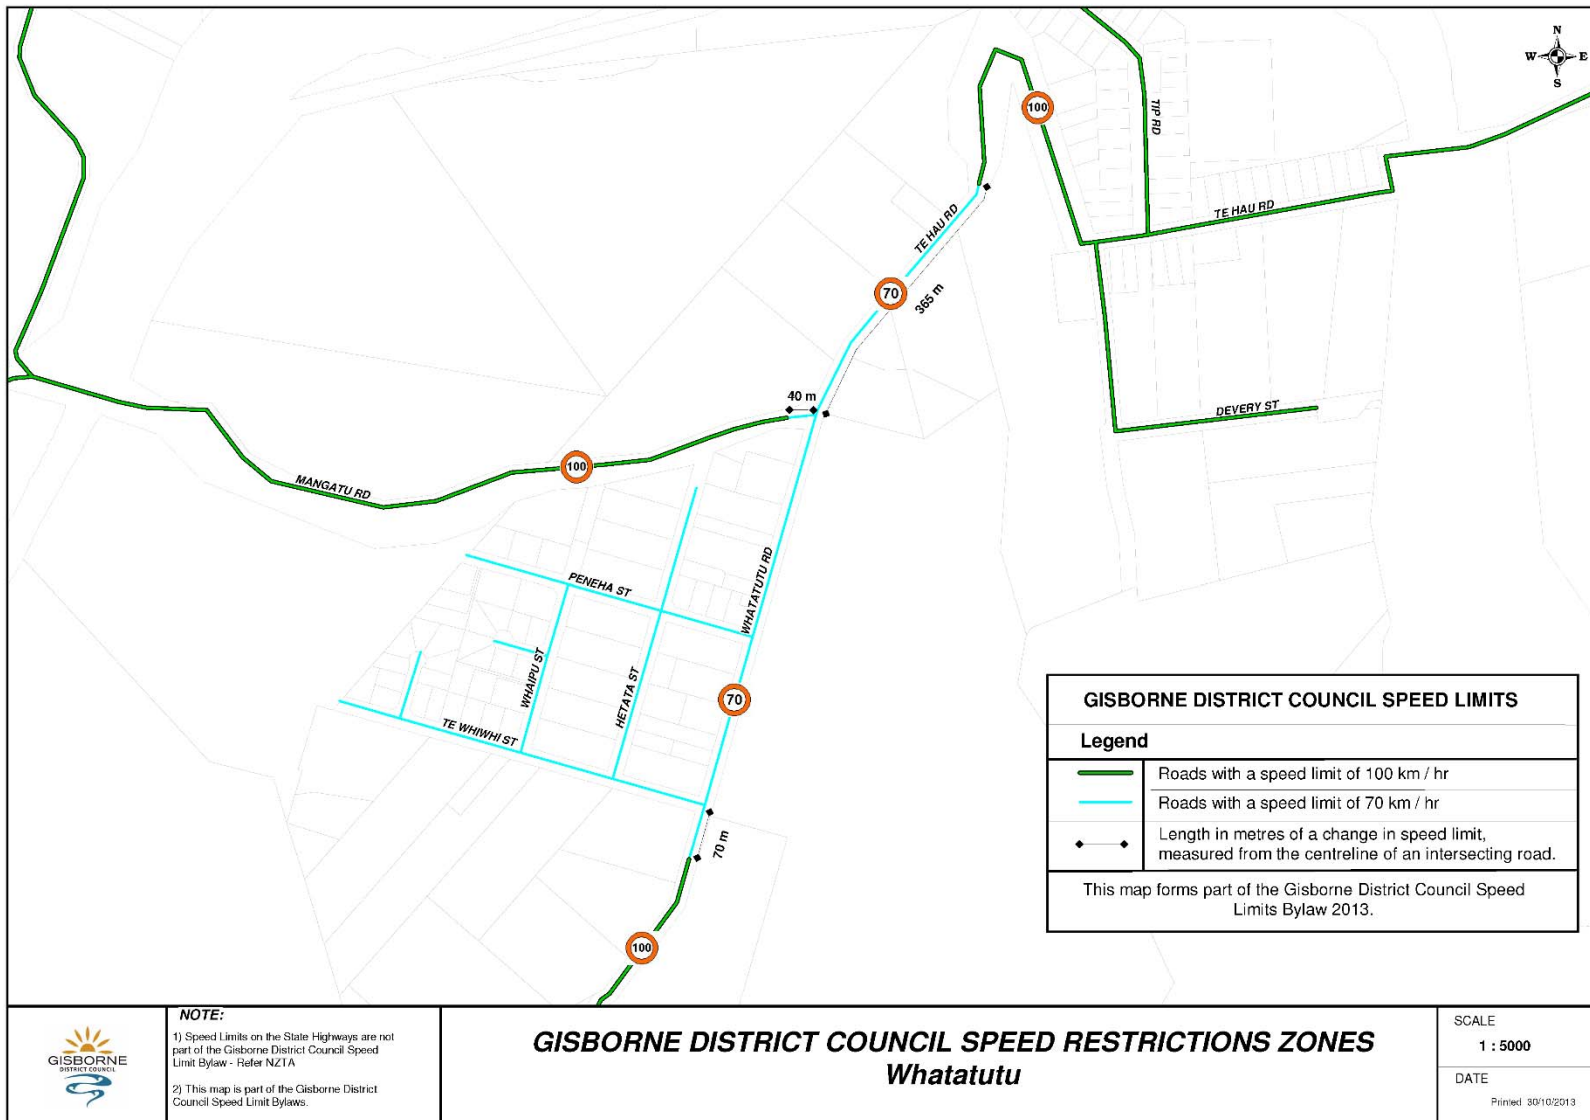 N
W E
S
100
TIP RD
TE HAU RD
TE HAU RD
70
365 m
40 m
DEVERY ST
100
MANGATU RD
PENEHA ST
WHATATUTU RD
WHAIPU ST
HETATA ST
70
TE WHIWHI ST
70 m
100
GISBORNE DISTRICT COUNCIL SPEED LIMITS
Legend
Roads with a speed limit of 100 km / hr
Roads with a speed limit of 70 km / hr
Length in metres of a change in speed limit,
measured from the centreline of an intersecting road.
This map forms part of the Gisborne District Council Speed
Limits Bylaw 2013.
GISBORNE
DISTRICT COUNCIL
NOTE:
1) Speed Limits on the State Highways are not
part of the Gisborne District Council Speed
Limit Bylaw - Refer NZTA
2) This map is part of the Gisborne District
Council Speed Limit Bylaws.
GISBORNE DISTRICT COUNCIL SPEED RESTRICTIONS ZONES
Whatatutu
SCALE
1 : 5000
DATE
Printed 30/10/2013